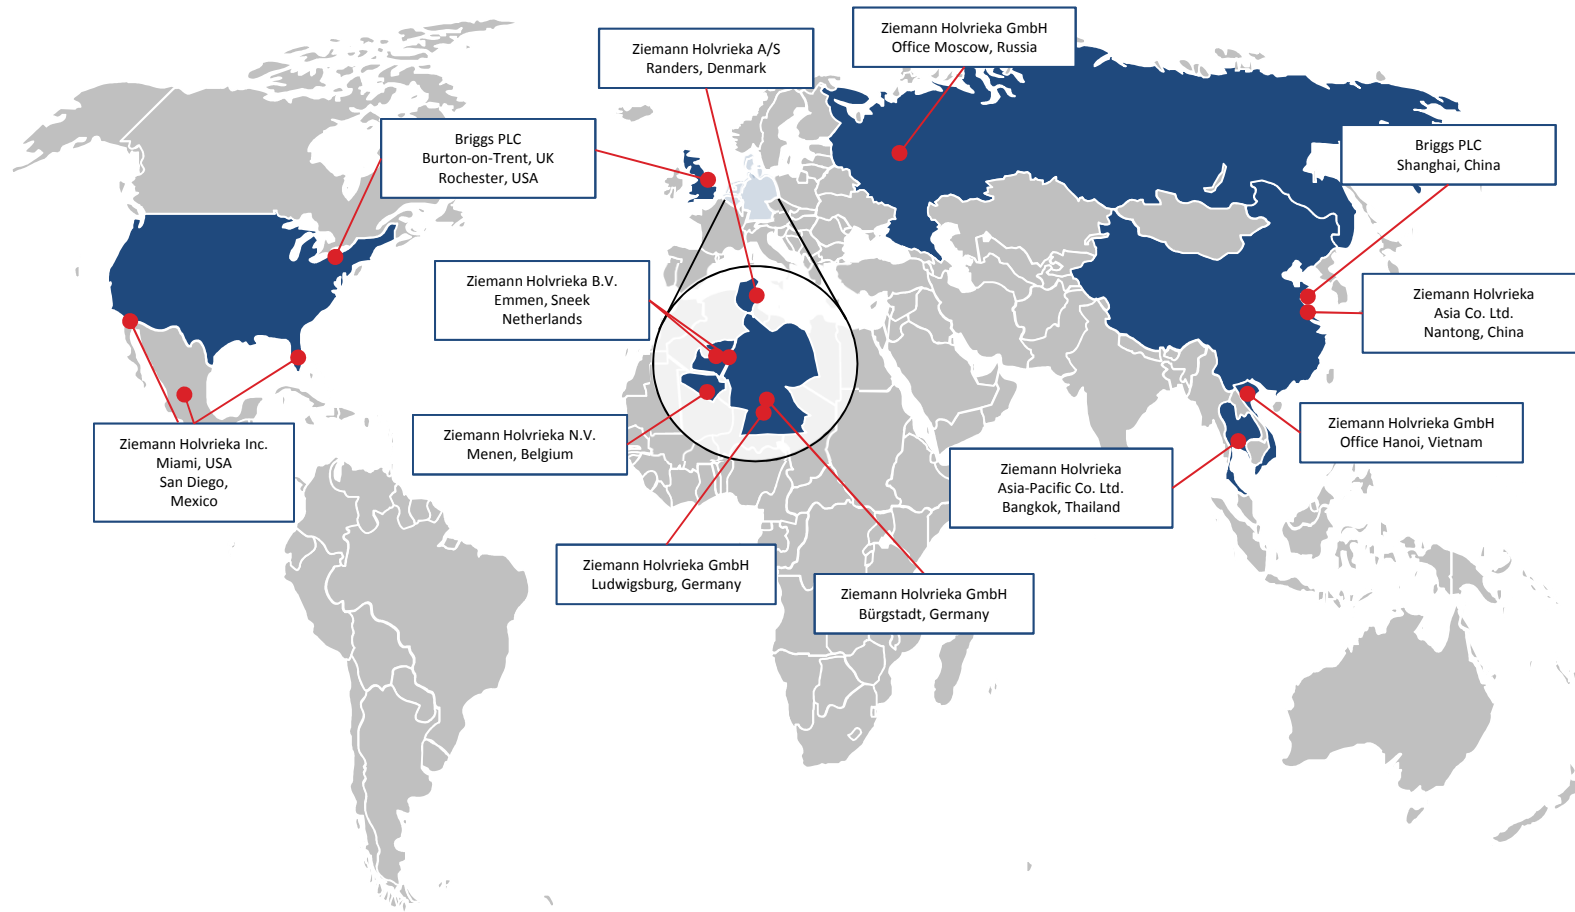 Ziemann Holvrieka GmbH
Office Moscow, Russia
Ziemann Holvrieka A/S
Randers, Denmark
Briggs PLC
Burton-on-Trent, UK
Rochester, USA
Briggs PLC
Shanghai, China
Ziemann Holvrieka B.V.
Emmen, Sneek
Netherlands
Ziemann Holvrieka
Asia Co. Ltd.
Nantong, China
Ziemann Holvrieka Inc.
Miami, USA
San Diego,
Mexico
Ziemann Holvrieka N.V.
Menen, Belgium
Ziemann Holvrieka GmbH
Office Hanoi, Vietnam
Ziemann Holvrieka
Asia-Pacific Co. Ltd.
Bangkok, Thailand
Ziemann Holvrieka GmbH
Ludwigsburg, Germany
Ziemann Holvrieka GmbH
Bürgstadt, Germany